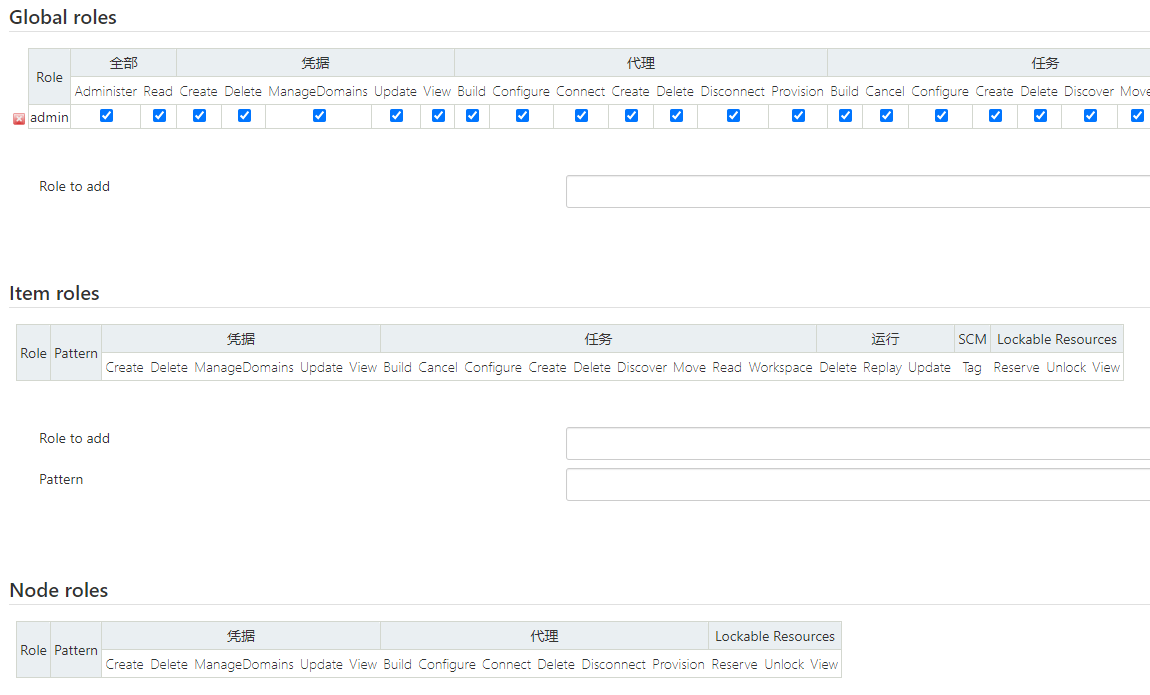 Global roles
Role 全部 凭据 代理 任务
Administer Read Create Delete ManageDomains Update View Build Configure Connect Create Delete Disconnect Provision Build Cancel Configure Create Delete Discover Move
admin
Role to add
Item roles
Role Pattern 凭据 任务 运行 SCM Lockable Resources
Create Delete ManageDomains Update View Build Cancel Configure Create Delete Discover Move Read Workspace Delete Replay Update Tag Reserve Unlock View
Role to add
Pattern
Node roles
Role Pattern 凭据 代理 Lockable Resources
Create Delete ManageDomains Update View Build Configure Connect Delete Disconnect Provision Reserve Unlock View